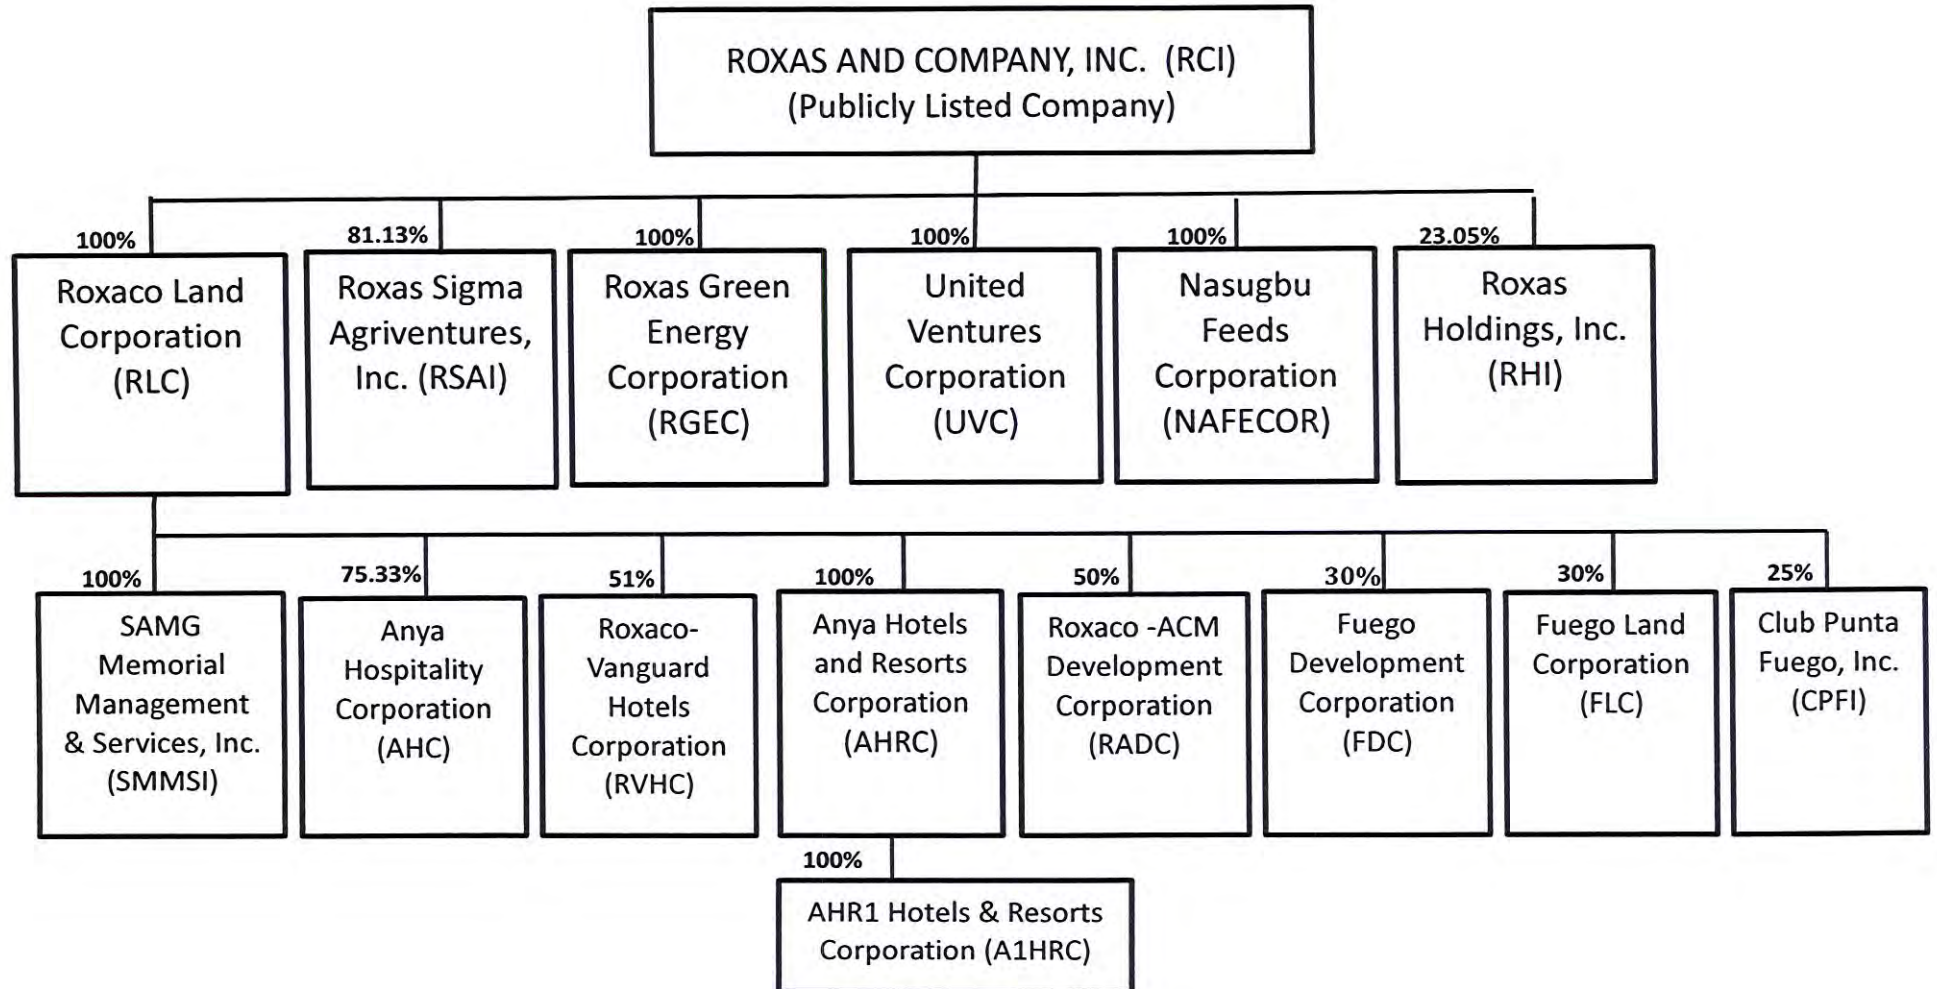 ROXAS AND COMPANY, INC. (RCI)
(Publicly Listed Company)
100%
Roxaco Land
Corporation
(RLC)
81.13%
Roxas Sigma
Agriventures,
Inc. (RSAI)
100%
Roxas Green
Energy
Corporation
(RGEC)
100%
United
Ventures
Corporation
(UVC)
100%
Nasugbu
Feeds
Corporation
(NAFECOR)
23.05%
Roxas
Holdings, Inc.
(RHI)
100%
SAMG
Memorial
Management
& Services, Inc.
(SMMSI)
75.33%
Anya
Hospitality
Corporation
(AHC)
51%
Roxaco-
Vanguard
Hotels
Corporation
(RVHC)
100%
Anya Hotels
and Resorts
Corporation
(AHRC)
50%
Roxaco -ACM
Development
Corporation
(RADC)
30%
Fuego
Development
Corporation
(FDC)
30%
Fuego Land
Corporation
(FLC)
25%
Club Punta
Fuego, Inc.
(CPFI)
100%
AHR1 Hotels & Resorts
Corporation (A1HRC)